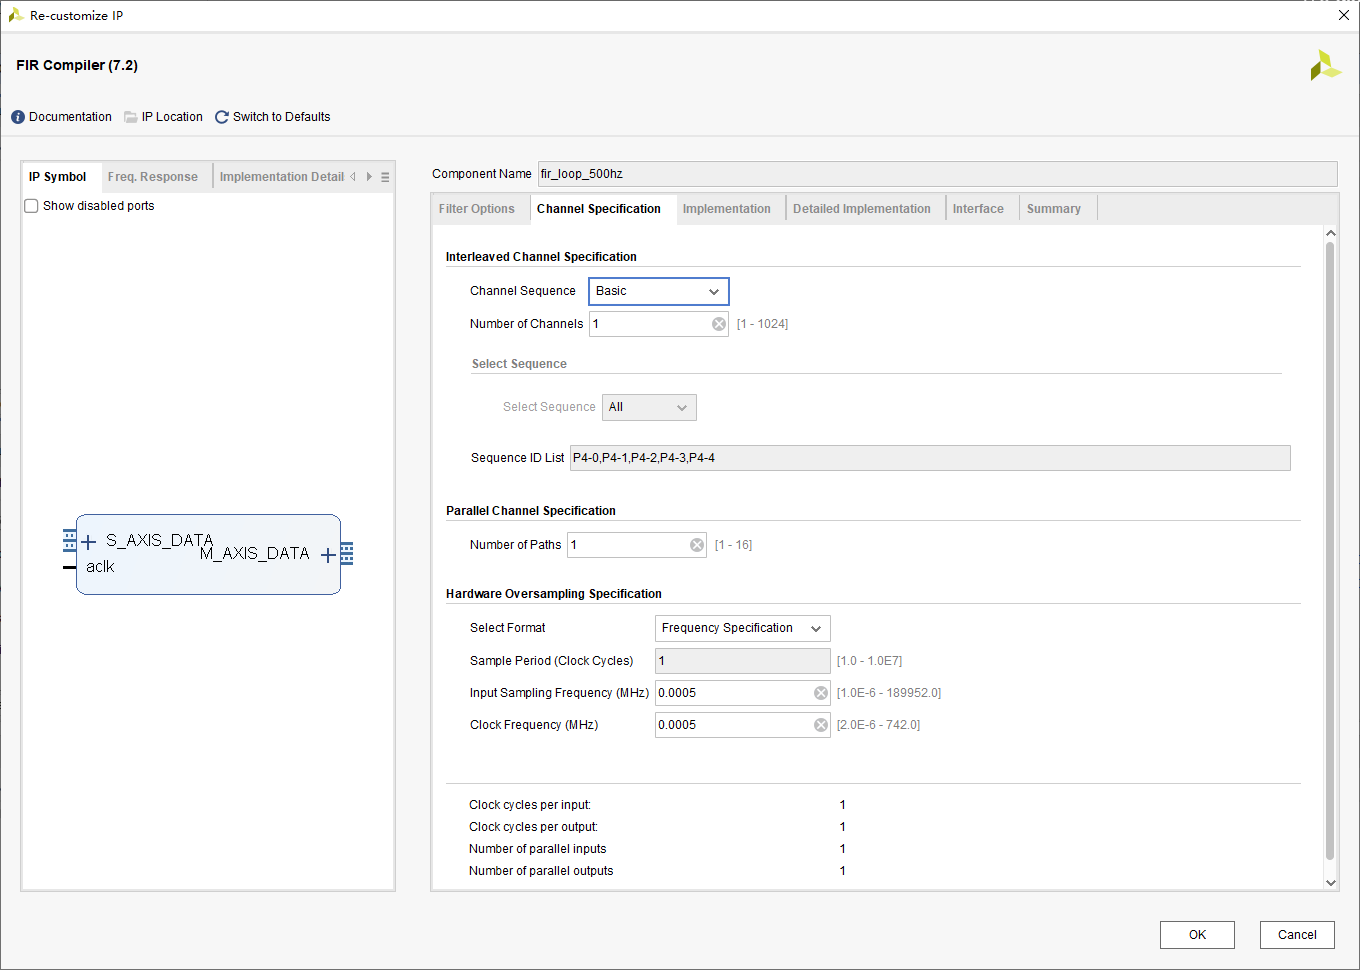 Re-customize IP
FIR Compiler (7.2)
Documentation IP Location Switch to Defaults
IP Symbol Freq. Response Implementation Detail
Show disabled ports
S_AXIS_DATA
M_AXIS_DATA
aclk
Component Name fir_loop_500hz
Filter Options Channel Specification Implementation Detailed Implementation Interface Summary
Interleaved Channel Specification
Channel Sequence Basic
Number of Channels 1 [1 - 1024]
Select Sequence
Select Sequence All
Sequence ID List P4-0,P4-1,P4-2,P4-3,P4-4
Parallel Channel Specification
Number of Paths 1 [1 - 16]
Hardware Oversampling Specification
Select Format Frequency Specification
Sample Period (Clock Cycles) 1 [1.0 - 1.0E7]
Input Sampling Frequency (MHz) 0.0005 [1.0E-6 - 189952.0]
Clock Frequency (MHz) 0.0005 [2.0E-6 - 742.0]
Clock cycles per input: 1
Clock cycles per output: 1
Number of parallel inputs 1
Number of parallel outputs 1
OK Cancel